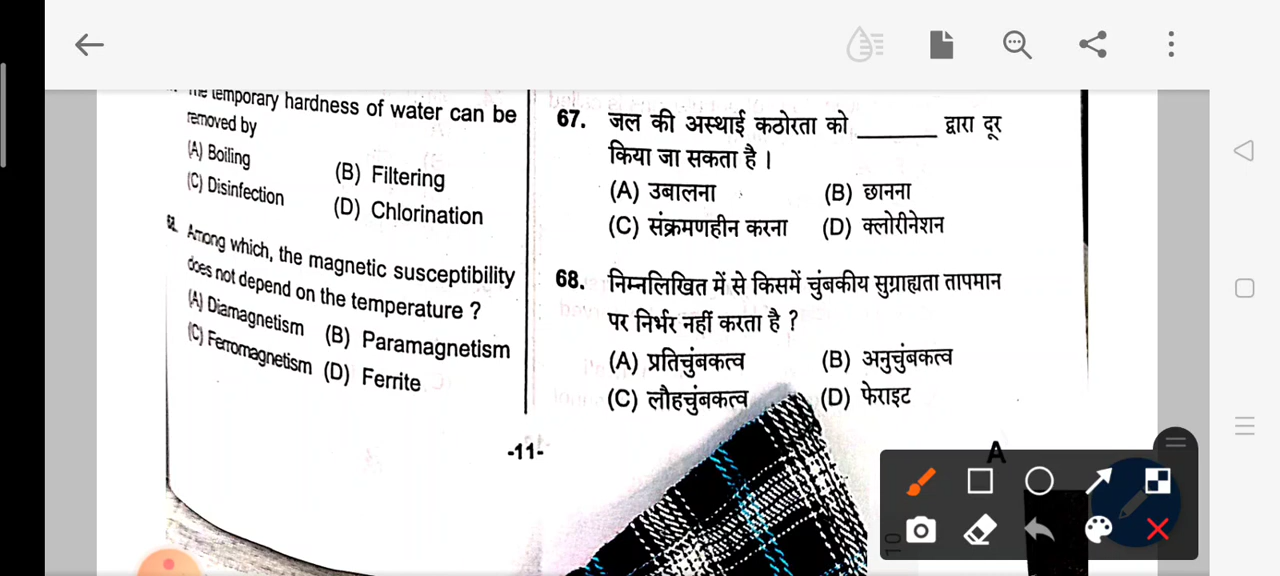 The temporary hardness of water can be
removed by
(A) Boiling
(B) Filtering
(C) Disinfection
(D) Chlorination
Among which, the magnetic susceptibility
does not depend on the temperature ?
(A) Diamagnetism (B) Paramagnetism
(C) Ferromagnetism (D) Ferrite
67. जल की अस्थाई कठोरता को ______ द्वारा दूर
किया जा सकता है ।
(A) उबालना (B) छानना
(C) संक्रमणहीन करना (D) क्लोरीनेशन
68. निम्नलिखित में से किसमें चुंबकीय सुग्राह्यता तापमान
पर निर्भर नहीं करता है ?
(A) प्रतिचुंबकत्व (B) अनुचुंबकत्व
(C) लौहचुंबकत्व (D) फेराइट
-11-
A
10